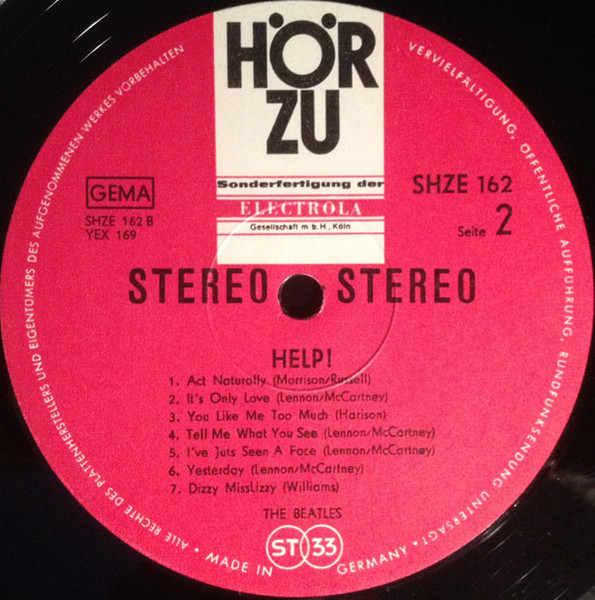 HÖR
ZU
Sonderfertigung der
ELECTROLA
Gesellschaft m b.H., Köln
GEMA
SHZE 162 B
YEX 169
SHZE 162
Seite 2
STEREO STEREO
HELP!
1. Act Naturally (Morrison/Russell)
2. It's Only Love (Lennon/McCartney)
3. You Like Me Too Much (Harison)
4. Tell Me What You See (Lennon/McCartney)
5. I've Juts Seen A Face (Lennon/McCartney)
6. Yesterday (Lennon/McCartney)
7. Dizzy MissLizzy (Williams)
THE BEATLES
ST 33
• ALLE RECHTE DES PLATTENHERSTELLERS UND EIGENTÜMERS DES AUFGENOMMENEN WERKES VORBEHALTEN
VERVIELFÄLTIGUNG, ÖFFENTLICHE AUFFÜHRUNG, RUNDFUNKSENDUNG UNTERSAGT •
MADE IN GERMANY